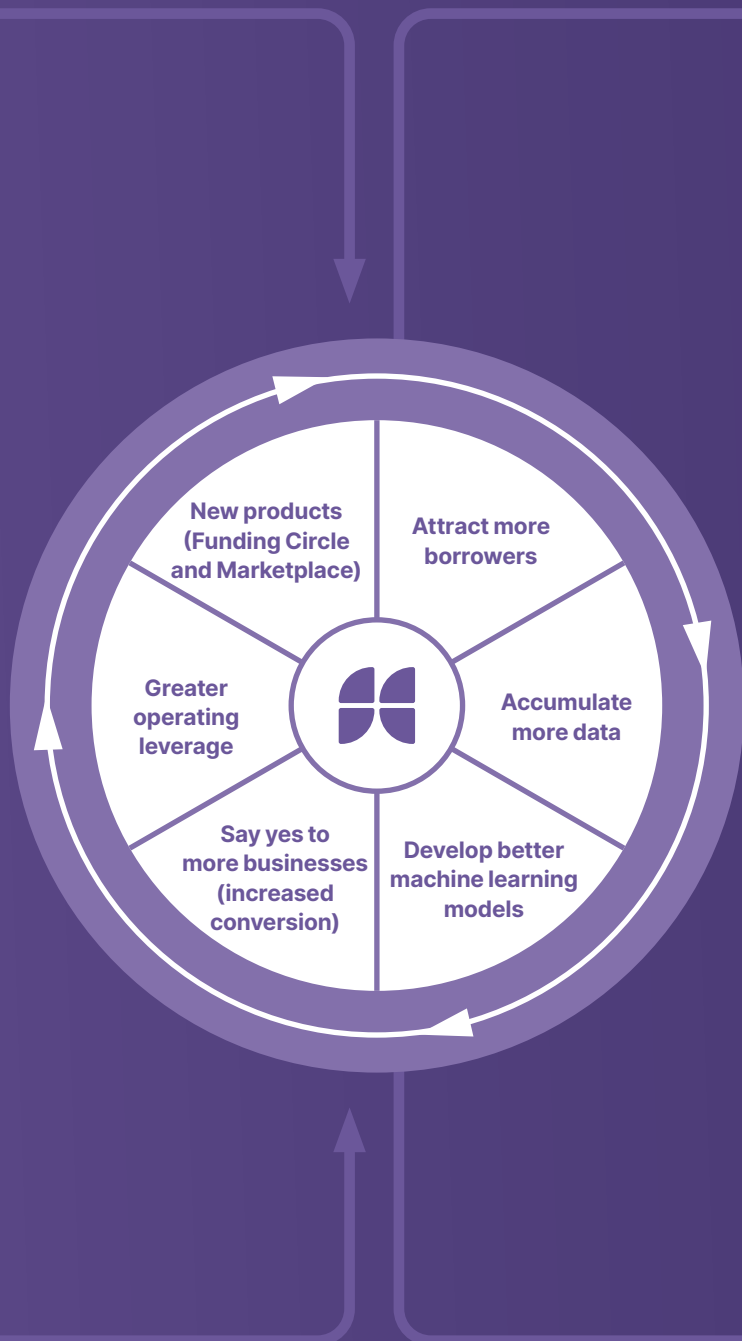 New products
(Funding Circle
and Marketplace)
Attract more
borrowers
Accumulate
more data
Develop better
machine learning
models
Say yes to
more businesses
(increased
conversion)
Greater
operating
leverage